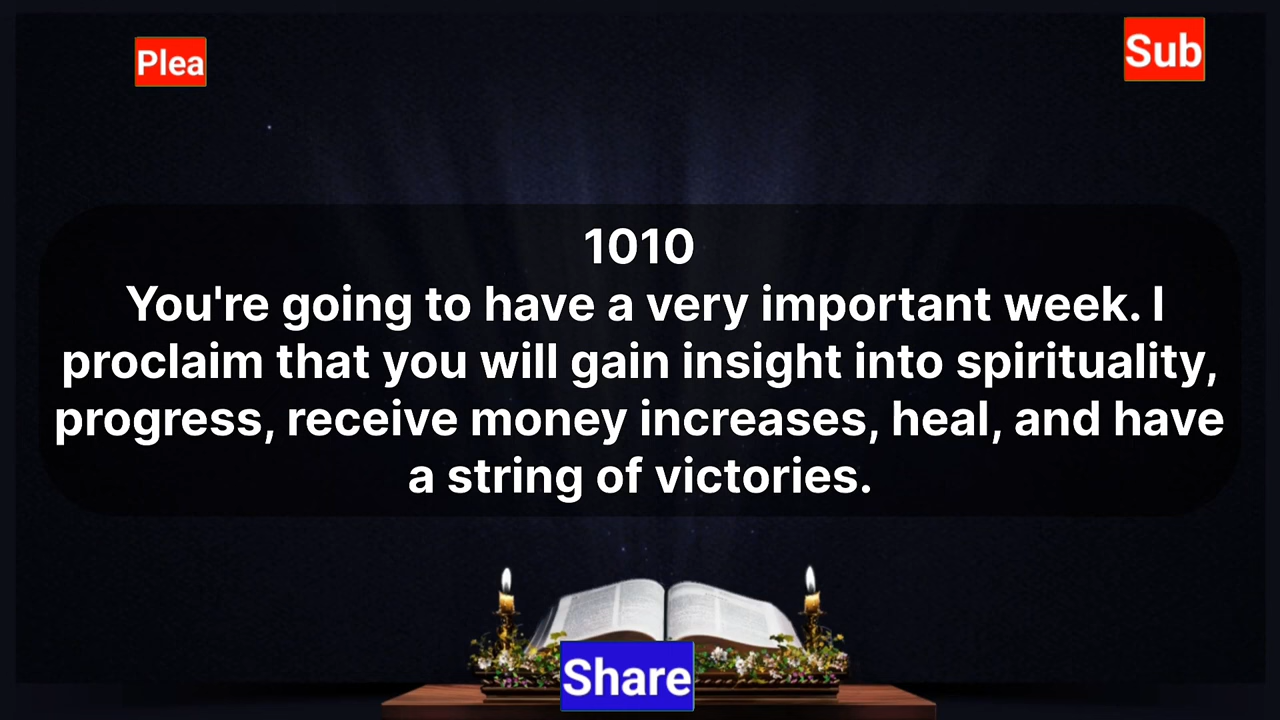 Plea
Sub
1010
You're going to have a very important week. I
proclaim that you will gain insight into spirituality,
progress, receive money increases, heal, and have
a string of victories.
Share